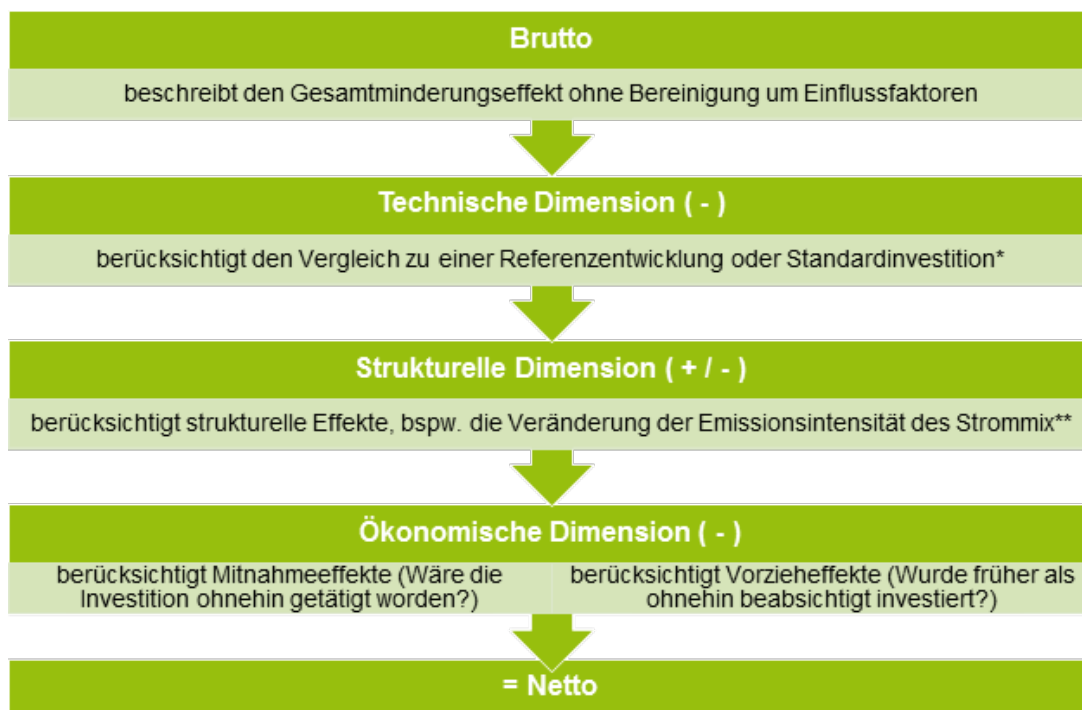 Brutto
beschreibt den Gesamtminderungseffekt ohne Bereinigung um Einflussfaktoren
Technische Dimension ( - )
berücksichtigt den Vergleich zu einer Referenzentwicklung oder Standardinvestition*
Strukturelle Dimension ( + / - )
berücksichtigt strukturelle Effekte, bspw. die Veränderung der Emissionsintensität des Strommix**
Ökonomische Dimension ( - )
berücksichtigt Mitnahmeeffekte (Wäre die
Investition ohnehin getätigt worden?)
berücksichtigt Vorzieheffekte (Wurde früher als
ohnehin beabsichtigt investiert?)
= Netto